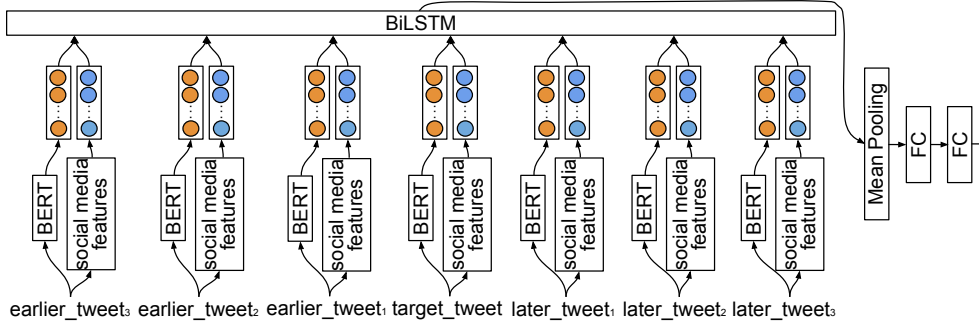 BiLSTM
BERT
social media
features
BERT
social media
features
BERT
social media
features
BERT
social media
features
BERT
social media
features
BERT
social media
features
BERT
social media
features
Mean Pooling
FC
FC
earlier_tweet₃ earlier_tweet₂ earlier_tweet₁ target_tweet later_tweet₁ later_tweet₂ later_tweet₃